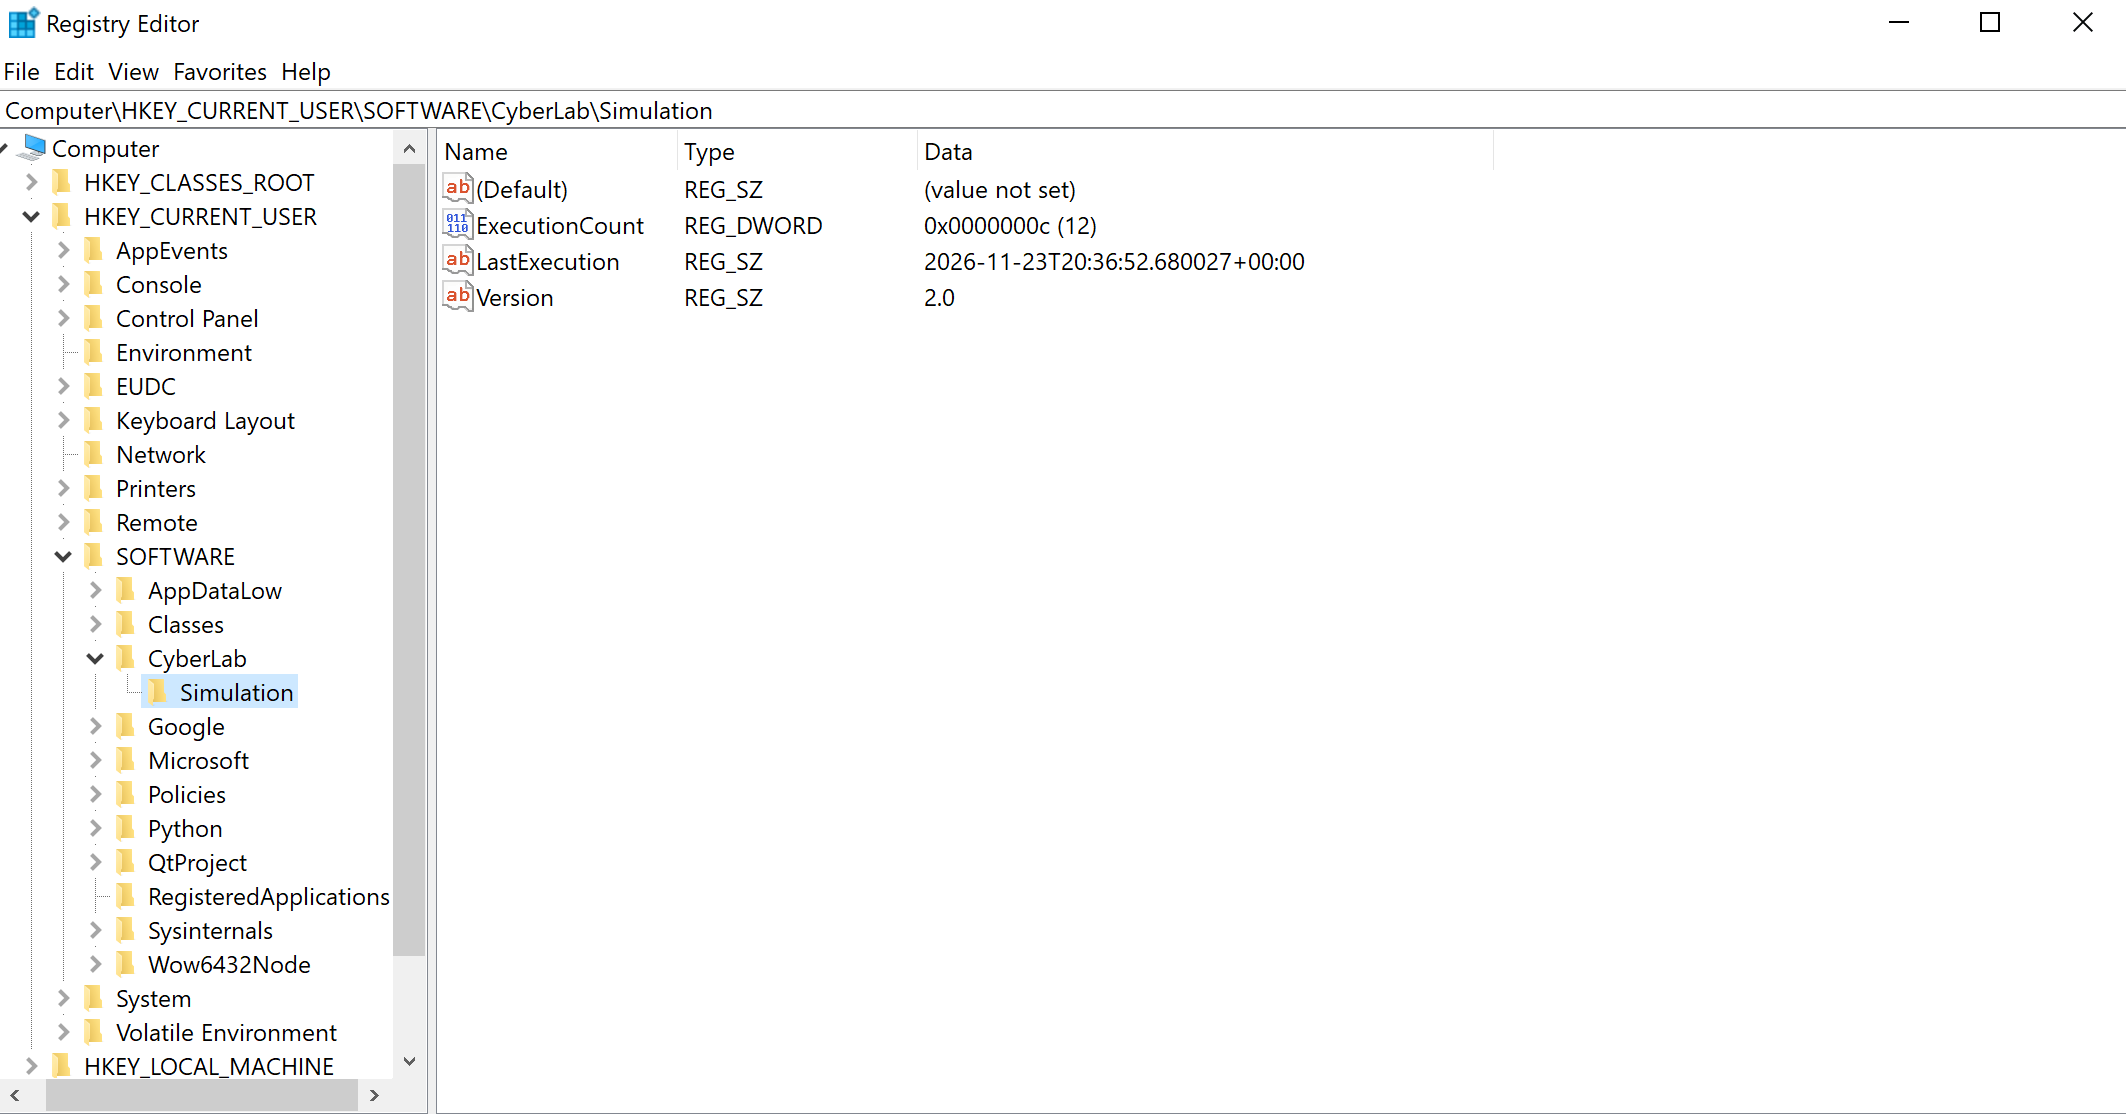 Registry Editor
File Edit View Favorites Help
Computer\HKEY_CURRENT_USER\SOFTWARE\CyberLab\Simulation
Computer
HKEY_CLASSES_ROOT
HKEY_CURRENT_USER
AppEvents
Console
Control Panel
Environment
EUDC
Keyboard Layout
Network
Printers
Remote
SOFTWARE
AppDataLow
Classes
CyberLab
Simulation
Google
Microsoft
Policies
Python
QtProject
RegisteredApplications
Sysinternals
Wow6432Node
System
Volatile Environment
HKEY_LOCAL_MACHINE
Name Type Data
(Default) REG_SZ (value not set)
ExecutionCount REG_DWORD 0x0000000c (12)
LastExecution REG_SZ 2026-11-23T20:36:52.680027+00:00
Version REG_SZ 2.0